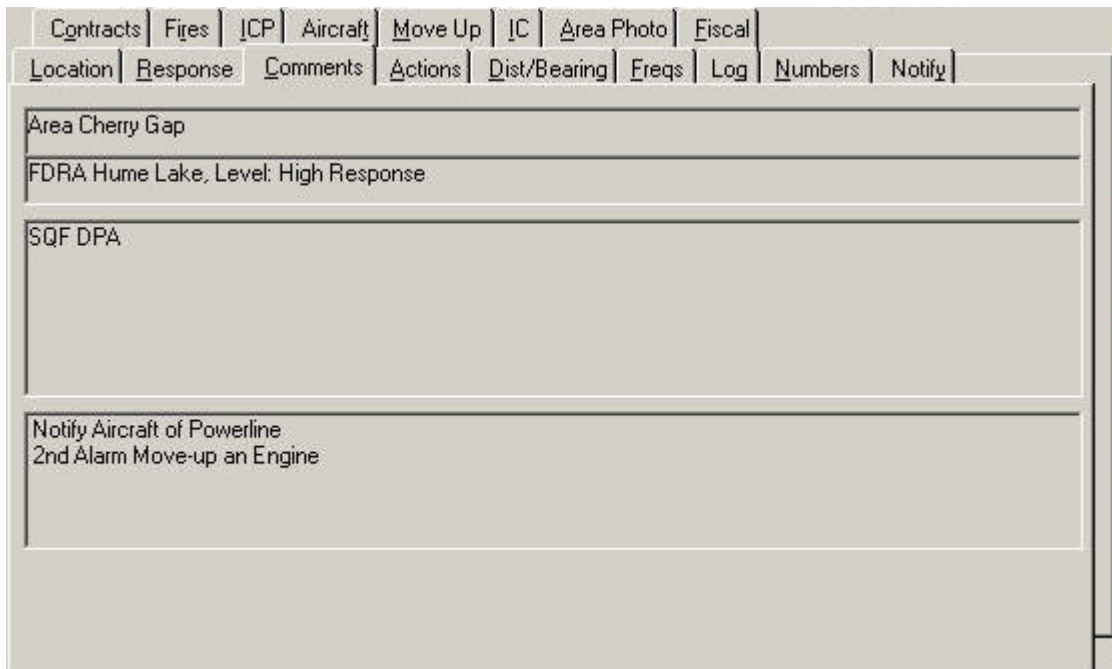 Contracts Fires ICP Aircraft Move Up IC Area Photo Fiscal
Location Response Comments Actions Dist/Bearing Freqs Log Numbers Notify
Area Cherry Gap
FDRA Hume Lake, Level: High Response
SQF DPA
Notify Aircraft of Powerline
2nd Alarm Move-up an Engine